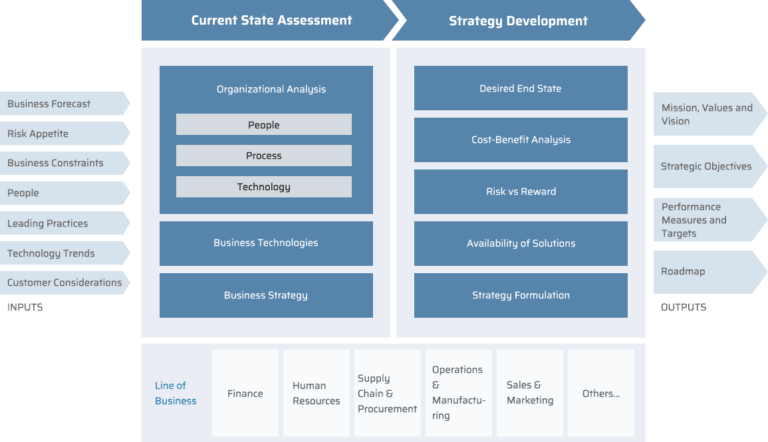 Current State Assessment
Strategy Development
Business Forecast
Risk Appetite
Business Constraints
People
Leading Practices
Technology Trends
Customer Considerations
INPUTS
Organizational Analysis
People
Process
Technology
Business Technologies
Business Strategy
Desired End State
Cost-Benefit Analysis
Risk vs Reward
Availability of Solutions
Strategy Formulation
Mission, Values and
Vision
Strategic Objectives
Performance
Measures and
Targets
Roadmap
OUTPUTS
Line of
Business
Finance
Human
Resources
Supply
Chain &
Procurement
Operations
&
Manufactu-
ring
Sales &
Marketing
Others...